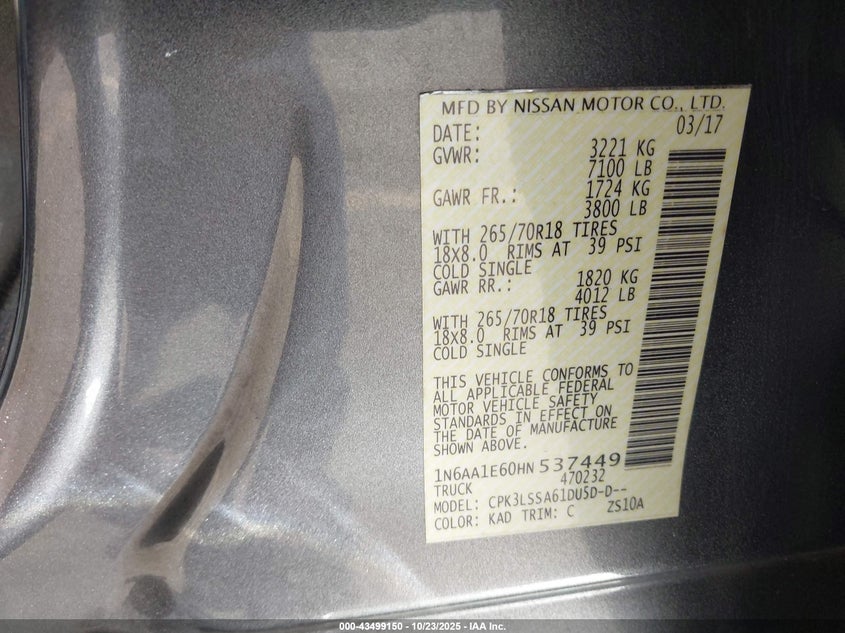 MFD BY NISSAN MOTOR CO., LTD.
DATE: 03/17
GVWR: 3221 KG
7100 LB
GAWR FR.: 1724 KG
3800 LB
WITH 265/70R18 TIRES
18X8.0 RIMS AT 39 PSI
COLD SINGLE
GAWR RR.: 1820 KG
4012 LB
WITH 265/70R18 TIRES
18X8.0 RIMS AT 39 PSI
COLD SINGLE
THIS VEHICLE CONFORMS TO
ALL APPLICABLE FEDERAL
MOTOR VEHICLE SAFETY
STANDARDS IN EFFECT ON
THE DATE OF MANUFACTURE
SHOWN ABOVE.
1N6AA1E60HN537449
TRUCK 470232
MODEL: CPK3LSSA61DU5D-D--
COLOR: KAD TRIM: C ZS10A
000-43499150 - 10/23/2025 - IAA Inc.